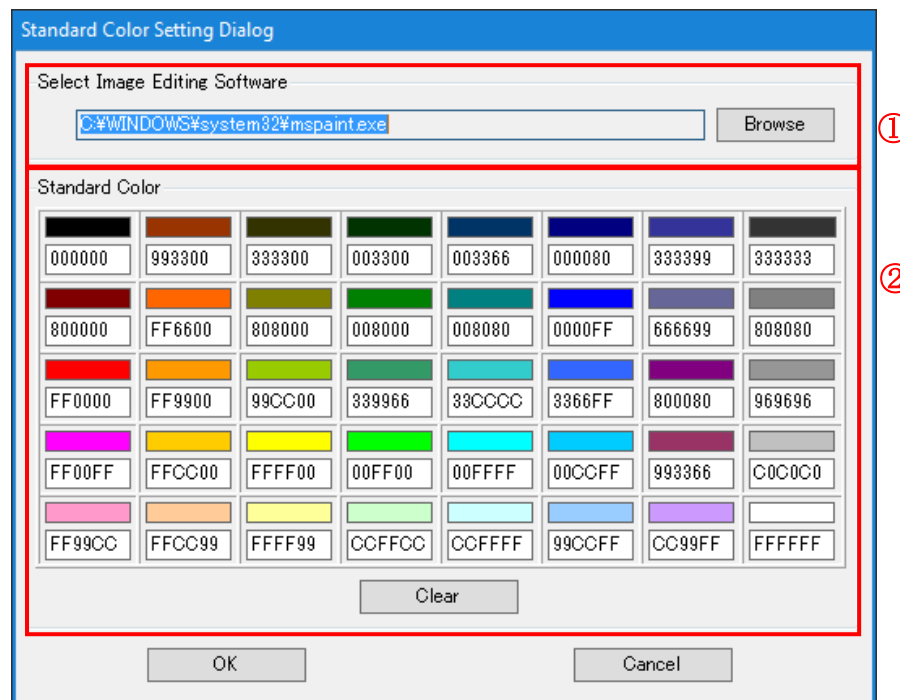 Standard Color Setting Dialog
Select Image Editing Software
C:¥WINDOWS¥system32¥mspaint.exe Browse
①
Standard Color
000000 993300 333300 003300 003366 000080 333399 333333
②
800000 FF6600 808000 008000 008080 0000FF 666699 808080
FF0000 FF9900 99CC00 339966 33CCCC 3366FF 800080 969696
FF00FF FFCC00 FFFF00 00FF00 00FFFF 00CCFF 993366 C0C0C0
FF99CC FFCC99 FFFF99 CCFFCC CCFFFF 99CCFF CC99FF FFFFFF
Clear
OK Cancel